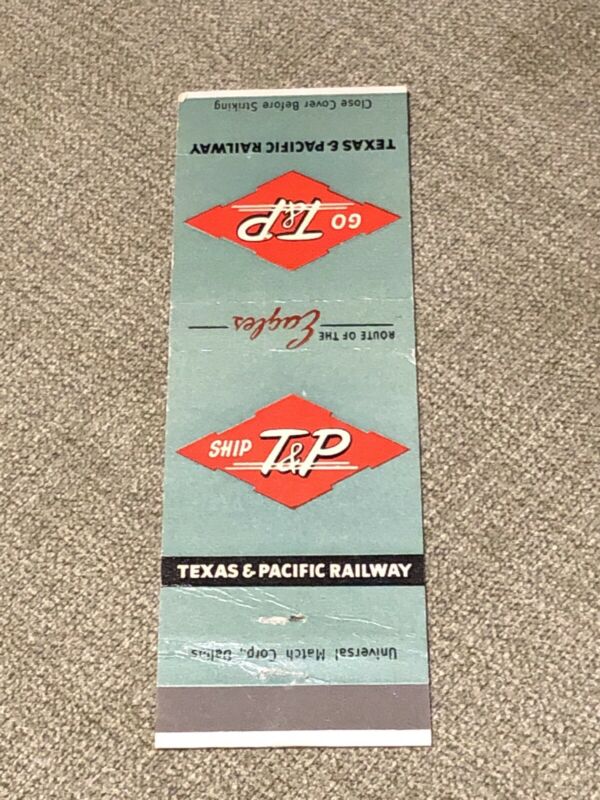 Close Cover Before Striking
TEXAS & PACIFIC RAILWAY
GO T&P
ROUTE OF THE Eagles
SHIP T&P
TEXAS & PACIFIC RAILWAY
Universal Match Corp., Dallas